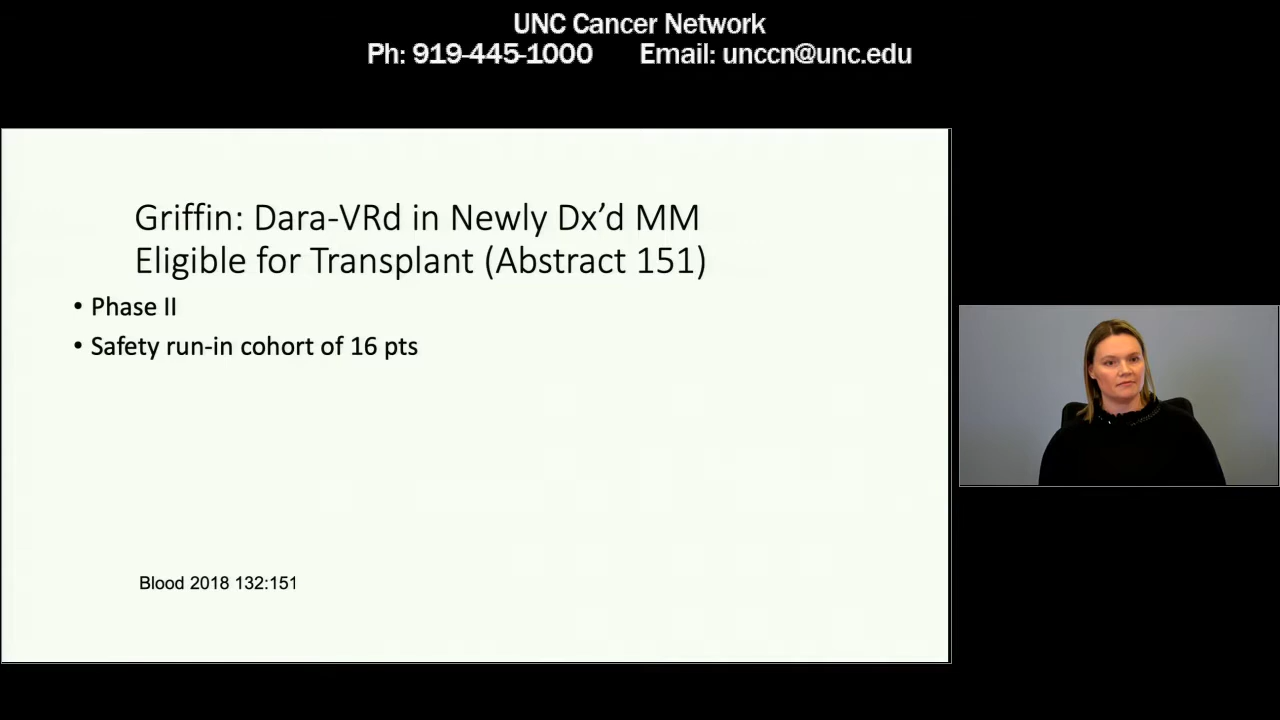 UNC Cancer Network
Ph: 919-445-1000 Email: unccn@unc.edu
Griffin: Dara-VRd in Newly Dx’d MM
Eligible for Transplant (Abstract 151)
• Phase II
• Safety run-in cohort of 16 pts
Blood 2018 132:151